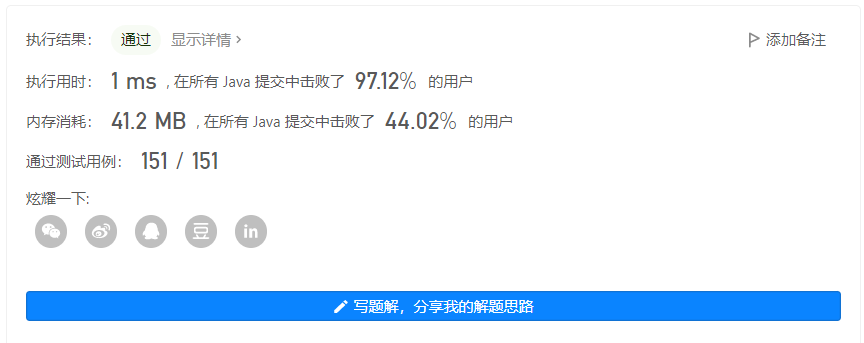 执行结果： 通过 显示详情 > 添加备注
执行用时： 1 ms , 在所有 Java 提交中击败了 97.12% 的用户
内存消耗： 41.2 MB , 在所有 Java 提交中击败了 44.02% 的用户
通过测试用例： 151 / 151
炫耀一下:
豆 in
写题解，分享我的解题思路